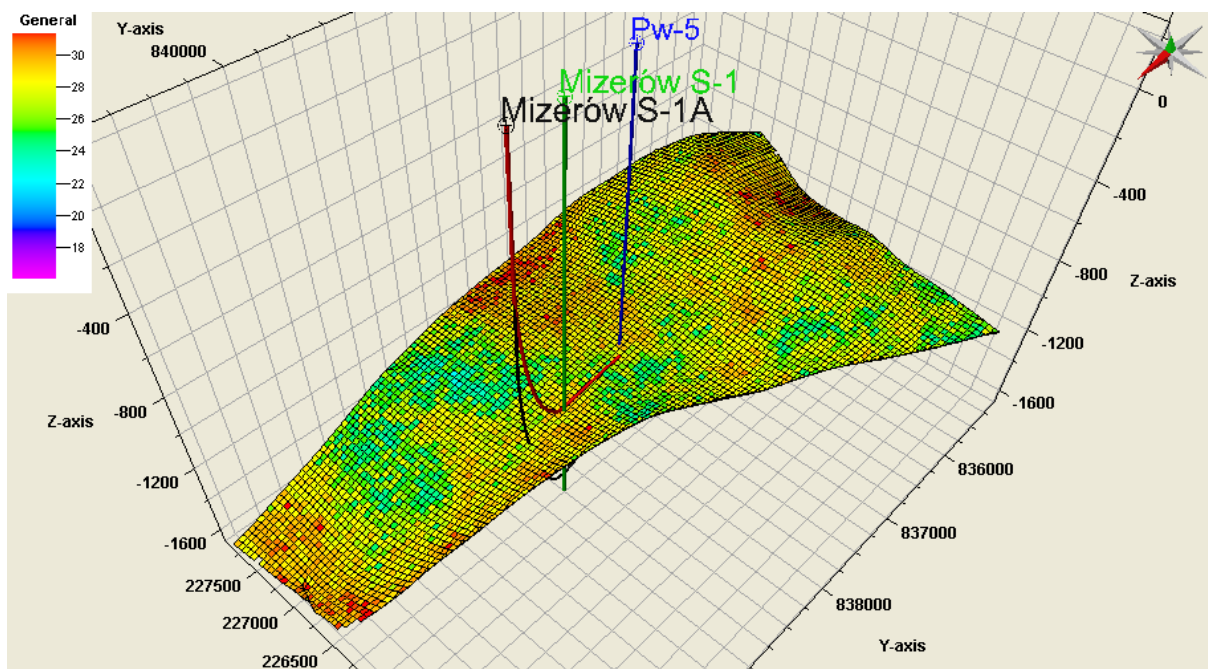 General
30
28
26
24
22
20
18
Y-axis
840000
Pw-5
Mizerów S-1
Mizerów S-1A
0
-400
-800
Z-axis
-1200
-1600
-400
-800
Z-axis
-1200
-1600
227500
227000
226500
836000
837000
838000
Y-axis